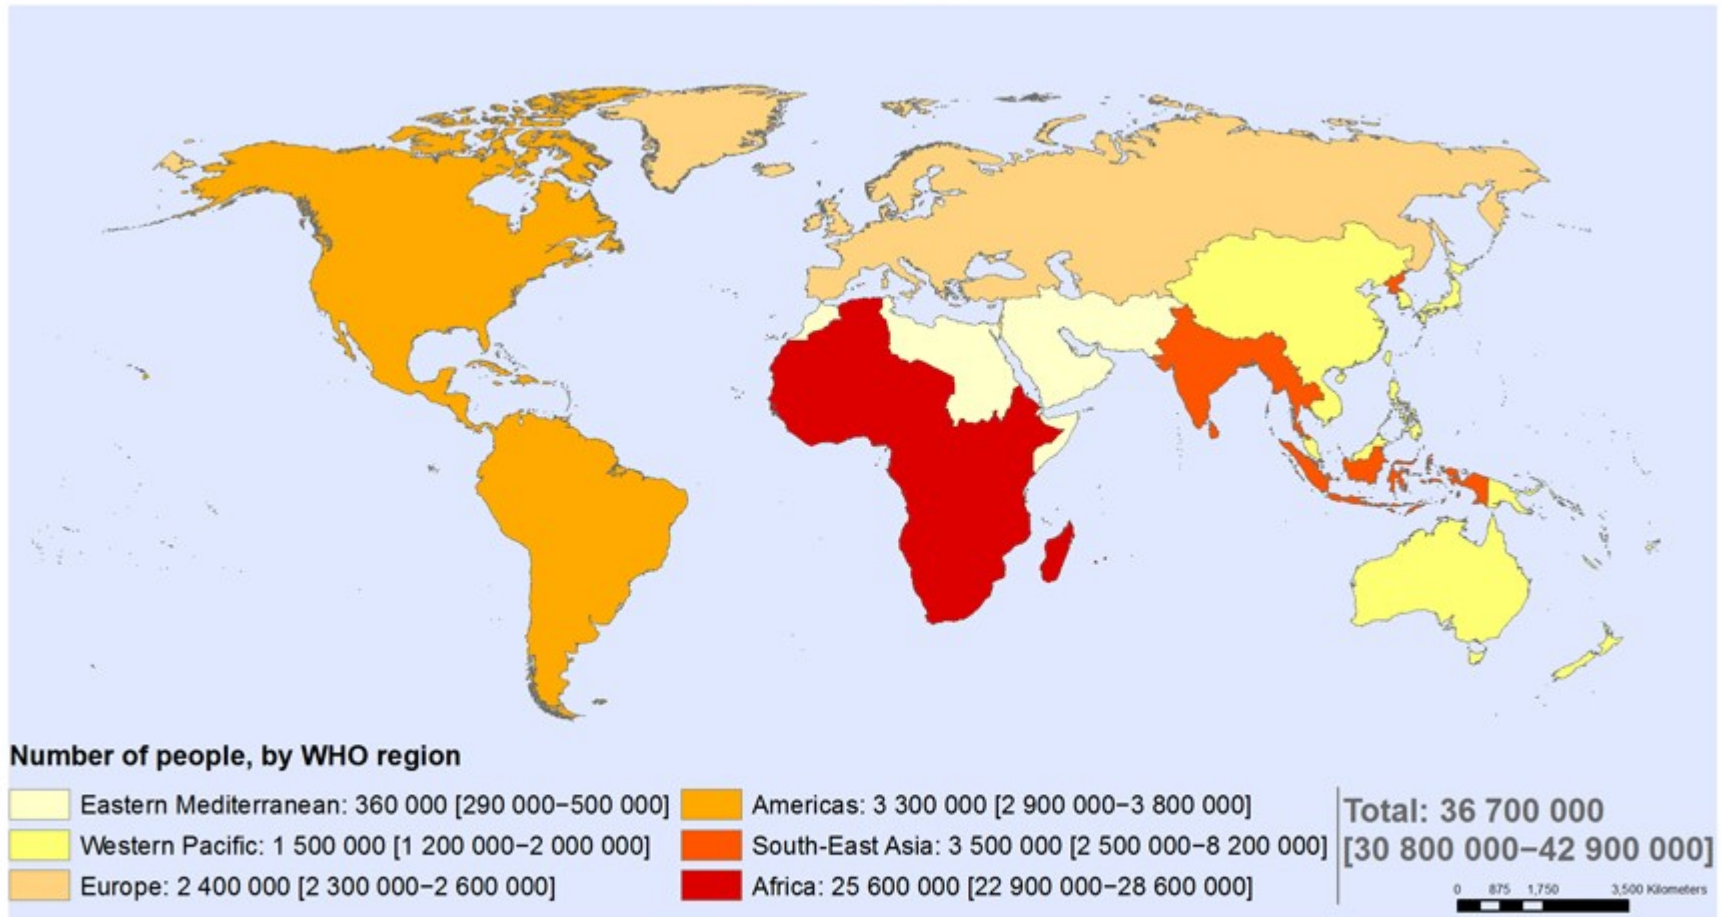 Number of people, by WHO region
Eastern Mediterranean: 360 000 [290 000–500 000]
Western Pacific: 1 500 000 [1 200 000–2 000 000]
Europe: 2 400 000 [2 300 000–2 600 000]
Americas: 3 300 000 [2 900 000–3 800 000]
South-East Asia: 3 500 000 [2 500 000–8 200 000]
Africa: 25 600 000 [22 900 000–28 600 000]
Total: 36 700 000
[30 800 000–42 900 000]
0 875 1,750 3,500 Kilometers